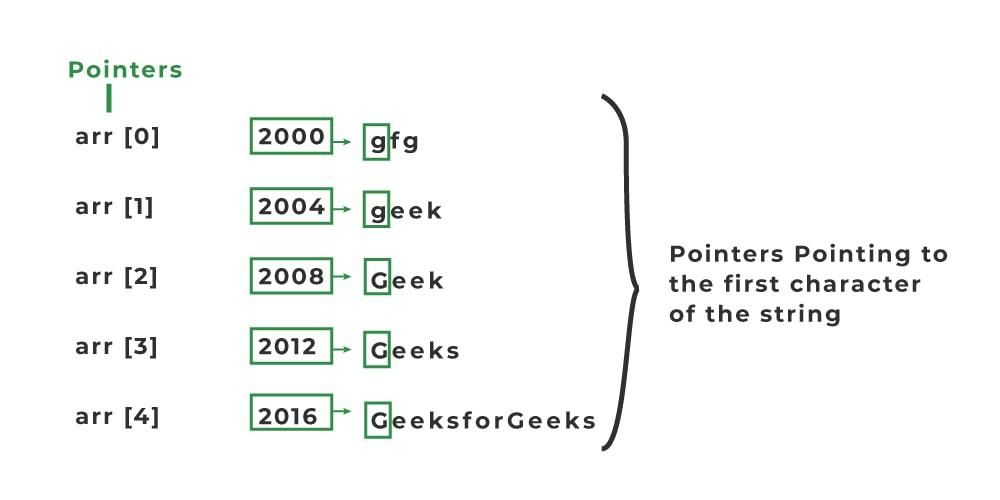 Pointers
arr [0] 2000 gfg
arr [1] 2004 geek
arr [2] 2008 Geek
arr [3] 2012 Geeks
arr [4] 2016 GeeksforGeeks
Pointers Pointing to
the first character
of the string